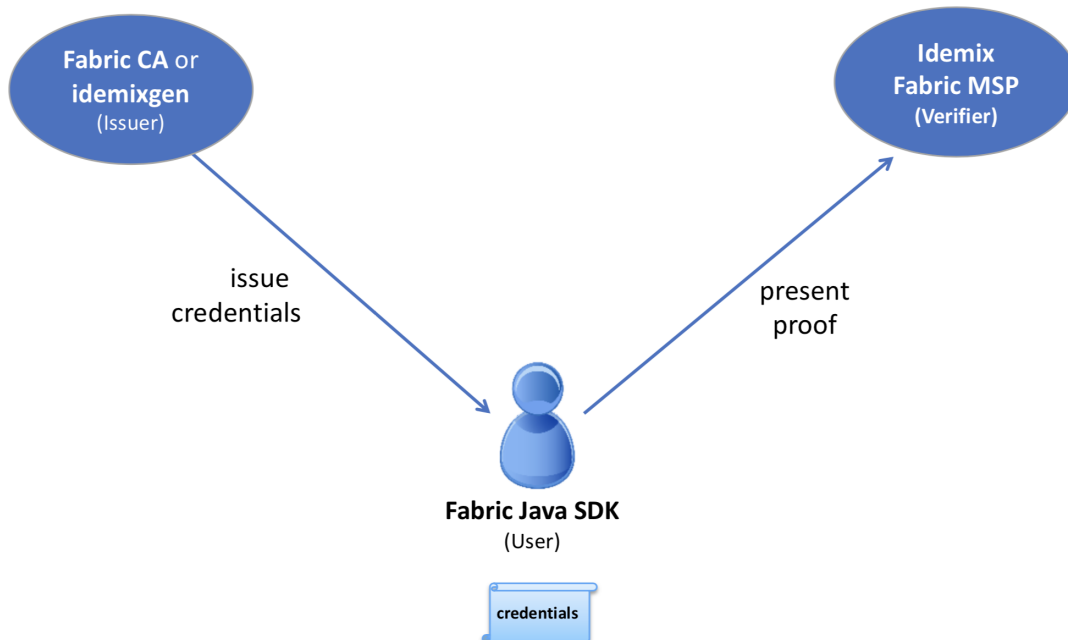 Fabric CA or
idemixgen
(Issuer)
Idemix
Fabric MSP
(Verifier)
issue
credentials
present
proof
Fabric Java SDK
(User)
credentials